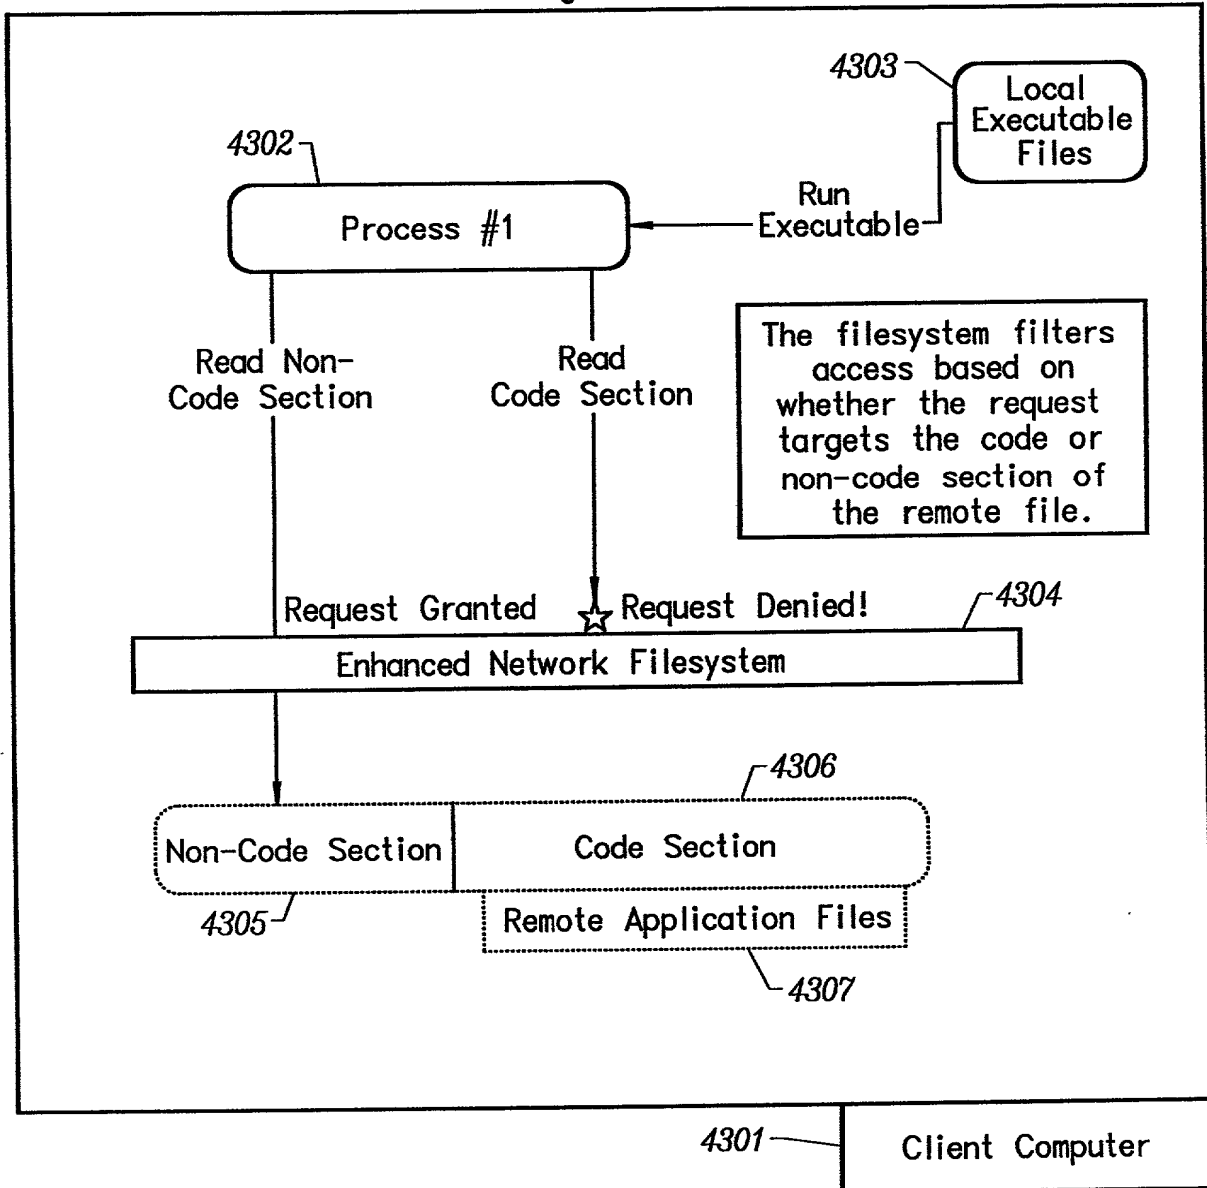 4303
Local
Executable
Files
4302
Process #1
Run
Executable
Read Non-
Code Section
Read
Code Section
The filesystem filters
access based on
whether the request
targets the code or
non-code section of
the remote file.
Request Granted
Request Denied!
4304
Enhanced Network Filesystem
4306
Non-Code Section
Code Section
4305
Remote Application Files
4307
4301
Client Computer